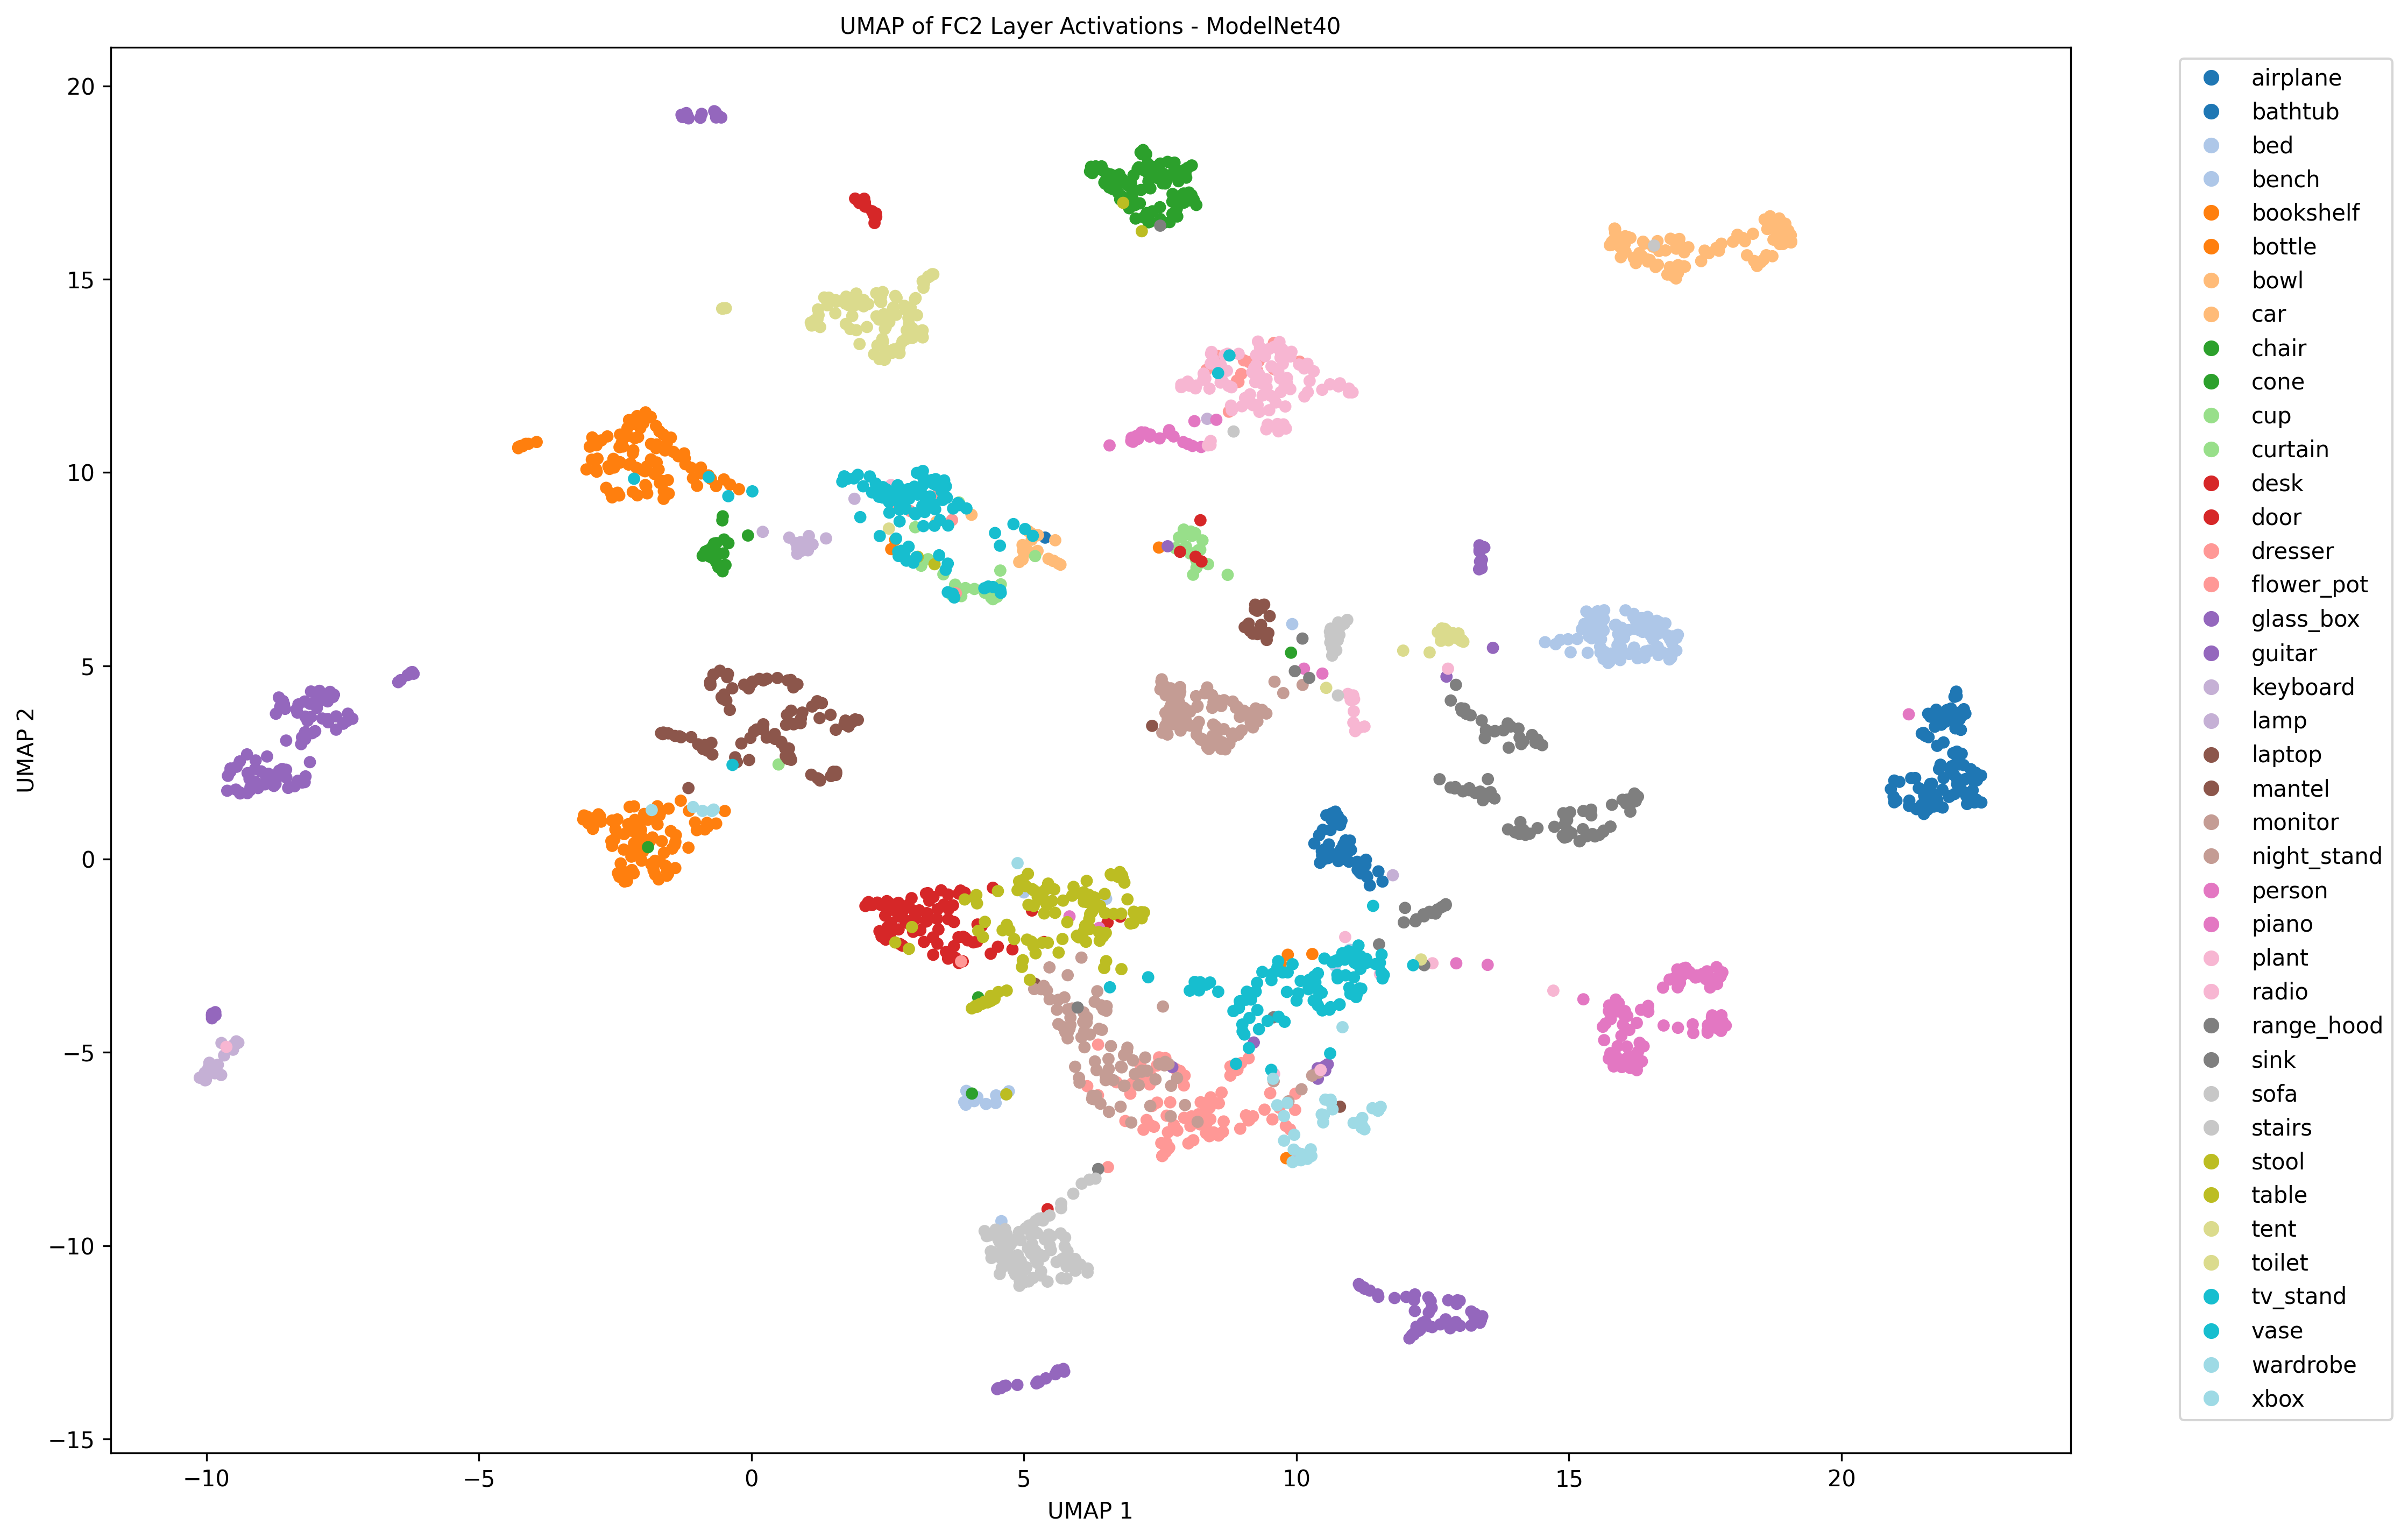 UMAP of FC2 Layer Activations - ModelNet40
20
15
10
5
0
−5
−10
−15
UMAP 2
−10
−5
0
5
10
15
20
UMAP 1
airplane
bathtub
bed
bench
bookshelf
bottle
bowl
car
chair
cone
cup
curtain
desk
door
dresser
flower_pot
glass_box
guitar
keyboard
lamp
laptop
mantel
monitor
night_stand
person
piano
plant
radio
range_hood
sink
sofa
stairs
stool
table
tent
toilet
tv_stand
vase
wardrobe
xbox